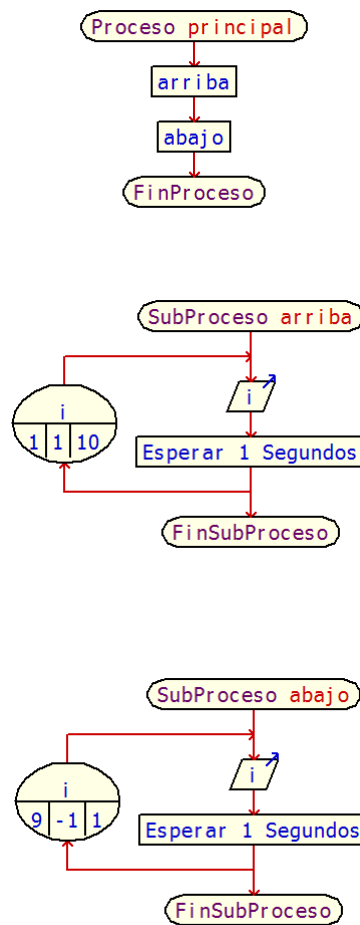 Proceso principal
arriba
abajo
FinProceso
SubProceso arriba
i
i
1 1 10
Esperar 1 Segundos
FinSubProceso
SubProceso abajo
i
i
9 -1 1
Esperar 1 Segundos
FinSubProceso